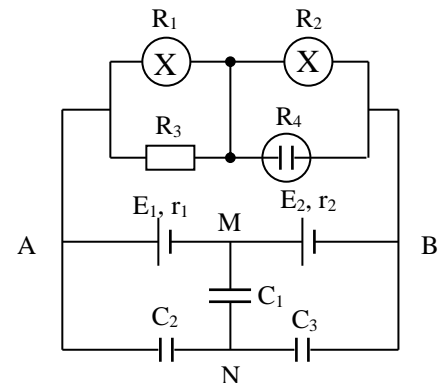 R₁ R₂
X X
R₃ R₄
E₁, r₁ M E₂, r₂
A B
C₁
C₂ C₃
N